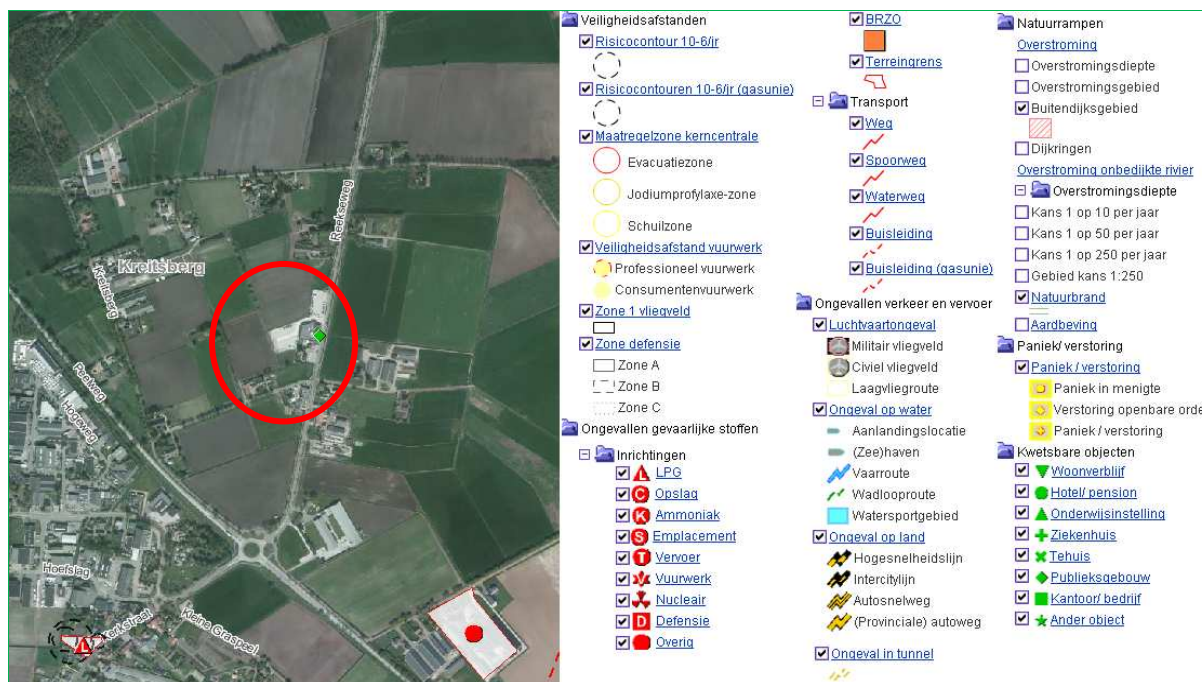 Reekseweg
Kreitsberg
Kreitsberg
Peelweg
Hoogeweg
Hoefslag
Kerkstraat
Kleine Graspeel
L
Veiligheidsafstanden
Risicocontour 10-6/jr
Risicocontouren 10-6/jr (gasunie)
Maatregelzone kerncentrale
Evacuatiezone
Jodiumprofylaxe-zone
Schuilzone
Veiligheidsafstand vuurwerk
Professioneel vuurwerk
Consumentenvuurwerk
Zone 1 vliegveld
Zone defensie
Zone A
Zone B
Zone C
Ongevallen gevaarlijke stoffen
Inrichtingen
L LPG
C Opslag
K Ammoniak
S Emplacement
T Vervoer
Vuurwerk
Nucleair
D Defensie
Overig
BRZO
Terreingrens
Transport
Weg
Spoorweg
Waterweg
Buisleiding
Buisleiding (gasunie)
Ongevallen verkeer en vervoer
Luchtvaartongeval
Militair vliegveld
Civiel vliegveld
Laagvliegroute
Ongeval op water
Aanlandingslocatie
(Zee)haven
Vaarroute
Wadlooproute
Watersportgebied
Ongeval op land
Hogesnelheidslijn
Intercitylijn
Autosnelweg
(Provinciale) autoweg
Ongeval in tunnel
Natuurrampen
Overstroming
Overstromingsdiepte
Overstromingsgebied
Buitendijksgebied
Dijkringen
Overstroming onbedijkte rivier
Overstromingsdiepte
Kans 1 op 10 per jaar
Kans 1 op 50 per jaar
Kans 1 op 250 per jaar
Gebied kans 1:250
Natuurbrand
Aardbeving
Paniek/ verstoring
Paniek / verstoring
Paniek in menigte
Verstoring openbare orde
Paniek / verstoring
Kwetsbare objecten
Woonverblijf
Hotel/ pension
Onderwijsinstelling
Ziekenhuis
Tehuis
Publieksgebouw
Kantoor/ bedrijf
Ander object